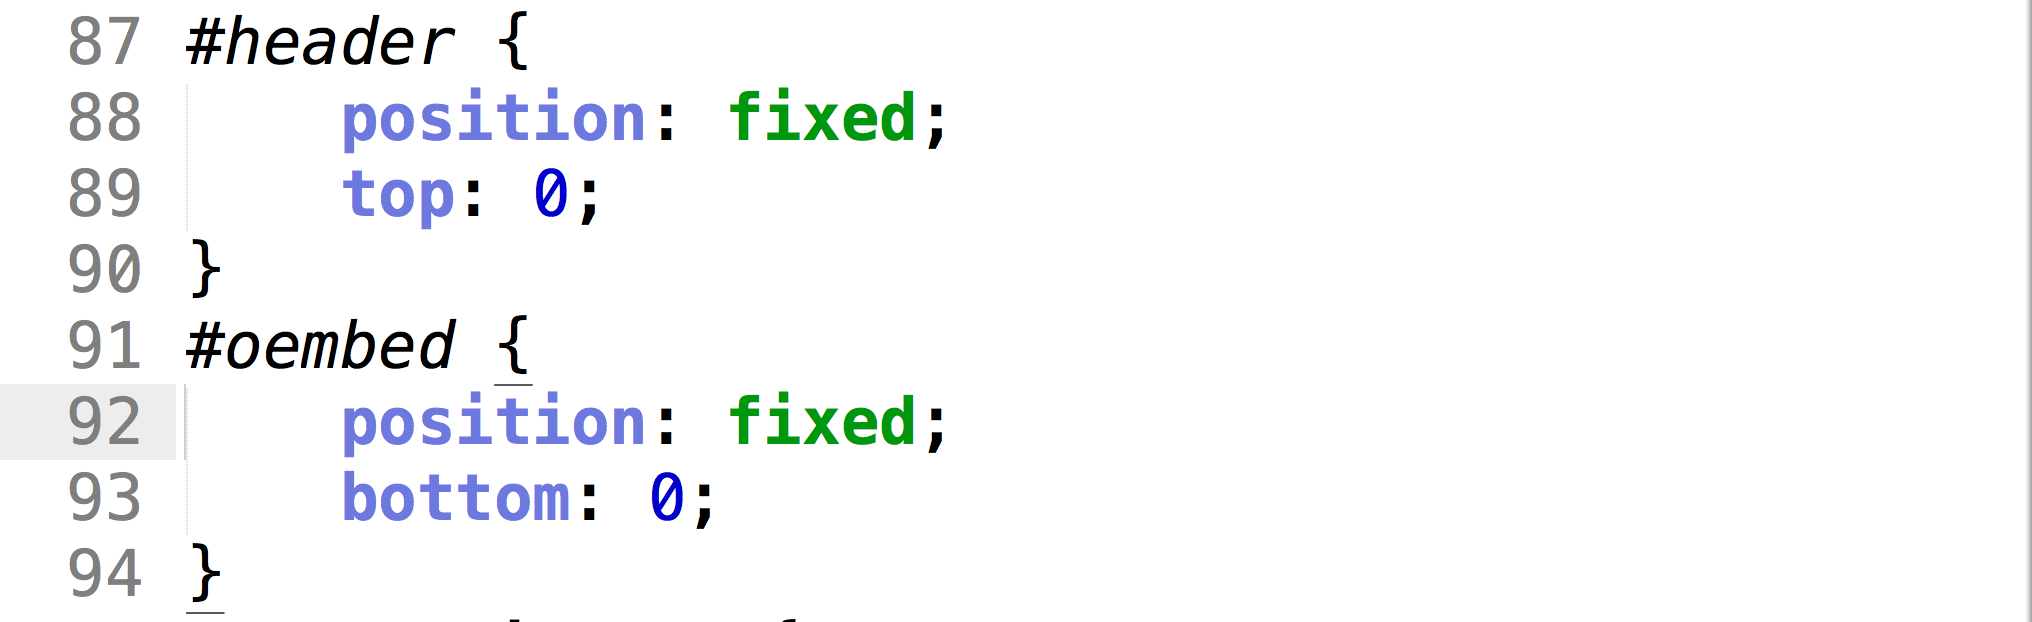 87 #header {
88     position: fixed;
89     top: 0;
90 }
91 #oembed {
92     position: fixed;
93     bottom: 0;
94 }